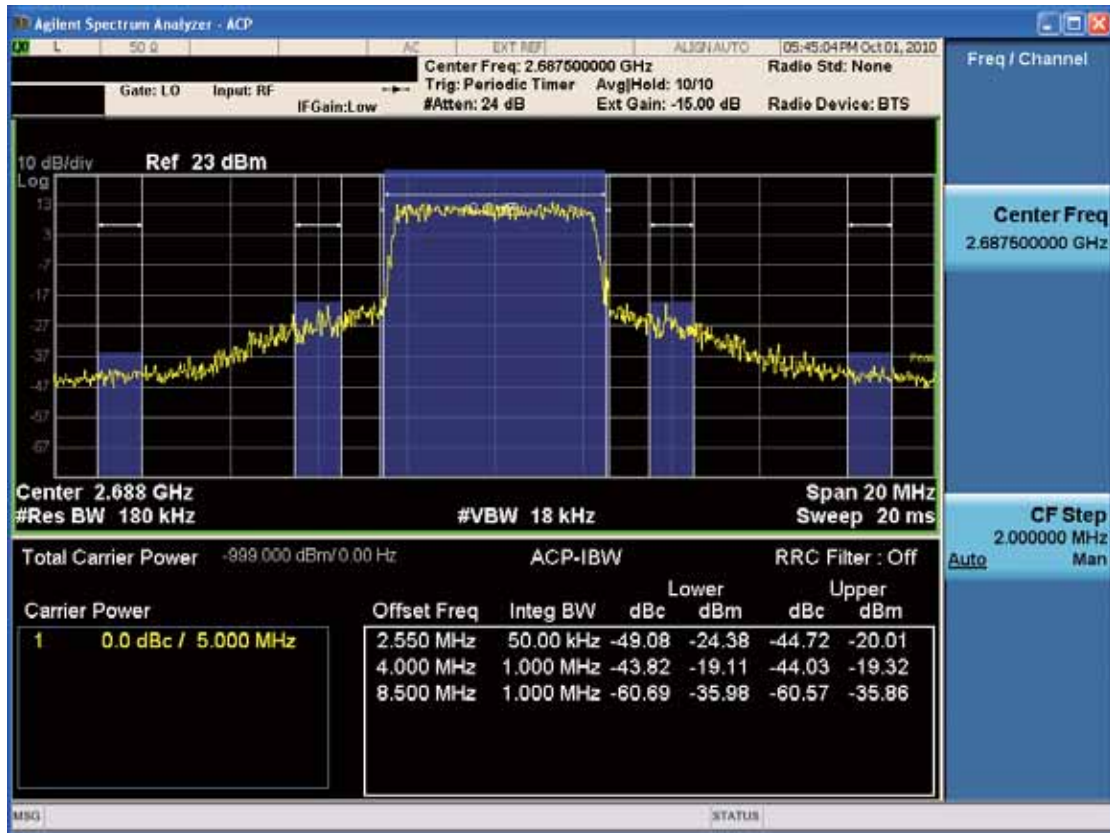 Agilent Spectrum Analyzer - ACP
L 50 Ω AC EXT REF ALIGN AUTO 05:45:04 PM Oct 01, 2010
Center Freq: 2.687500000 GHz Radio Std: None
Gate: LO Input: RF Trig: Periodic Timer Avg|Hold: 10/10
IFGain:Low #Atten: 24 dB Ext Gain: -15.00 dB Radio Device: BTS
10 dB/div Ref 23 dBm
Log
13
3
-7
-17
-27
-37
-47
-57
-67
Center 2.688 GHz Span 20 MHz
#Res BW 180 kHz #VBW 18 kHz Sweep 20 ms
Total Carrier Power -999.000 dBm/ 0.00 Hz ACP-IBW RRC Filter : Off
Lower Upper
Carrier Power Offset Freq Integ BW dBc dBm dBc dBm
1 0.0 dBc / 5.000 MHz
2.550 MHz 50.00 kHz -49.08 -24.38 -44.72 -20.01
4.000 MHz 1.000 MHz -43.82 -19.11 -44.03 -19.32
8.500 MHz 1.000 MHz -60.69 -35.98 -60.57 -35.86
MSG STATUS
Freq / Channel
Center Freq
2.687500000 GHz
CF Step
2.000000 MHz
Auto Man